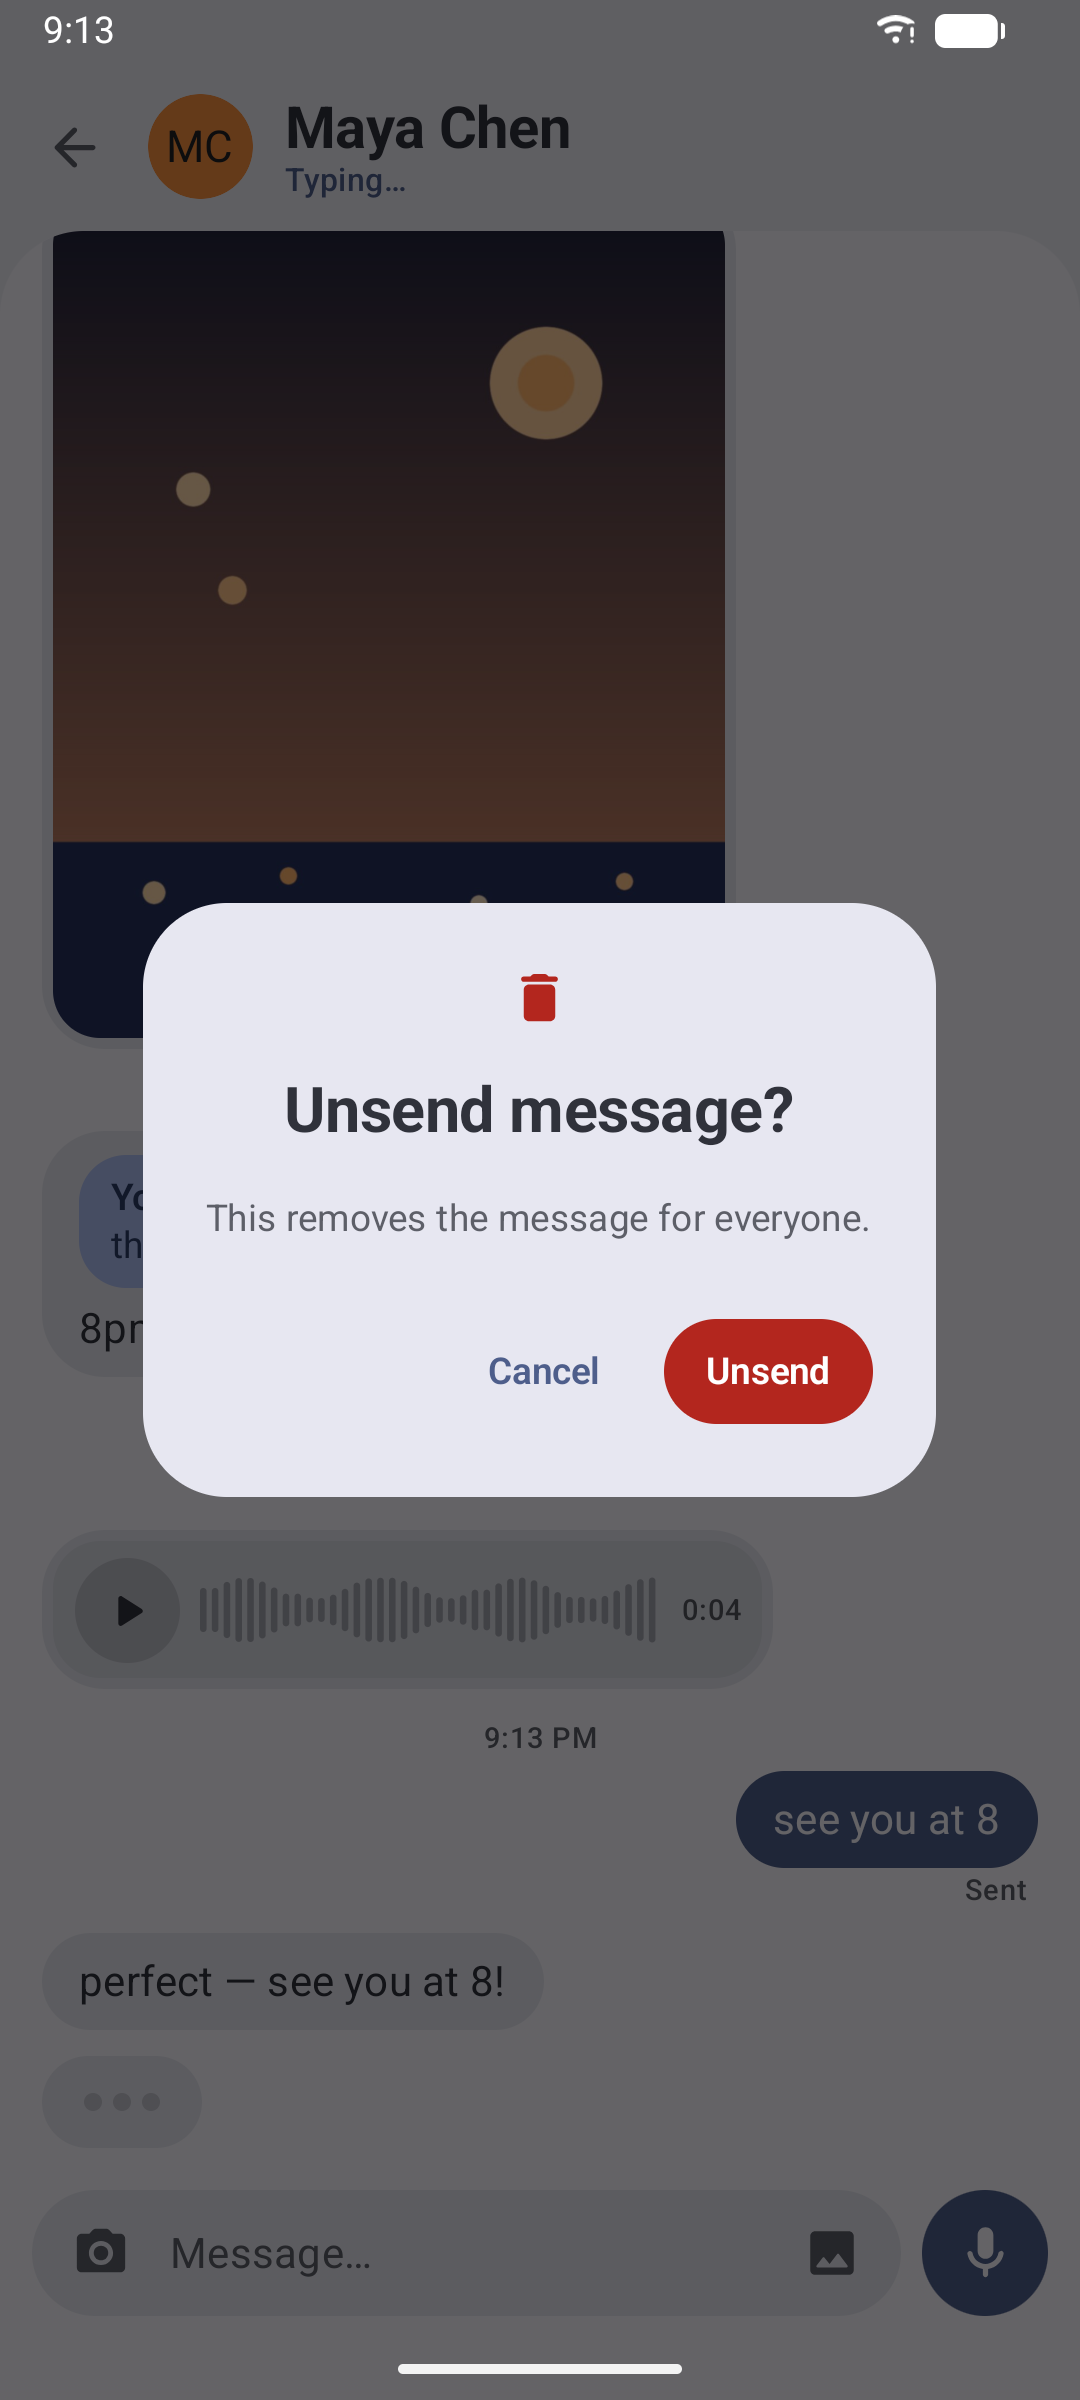 9:13
MC
Maya Chen
Typing…
Unsend message?
This removes the message for everyone.
Cancel
Unsend
0:04
9:13 PM
see you at 8
Sent
perfect — see you at 8!
Message…